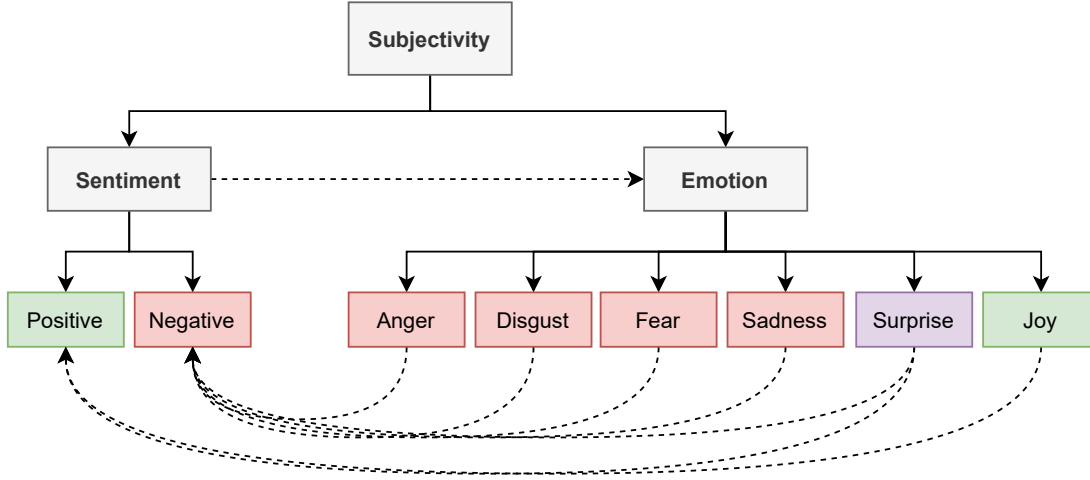 Subjectivity
Sentiment
Emotion
Positive
Negative
Anger
Disgust
Fear
Sadness
Surprise
Joy